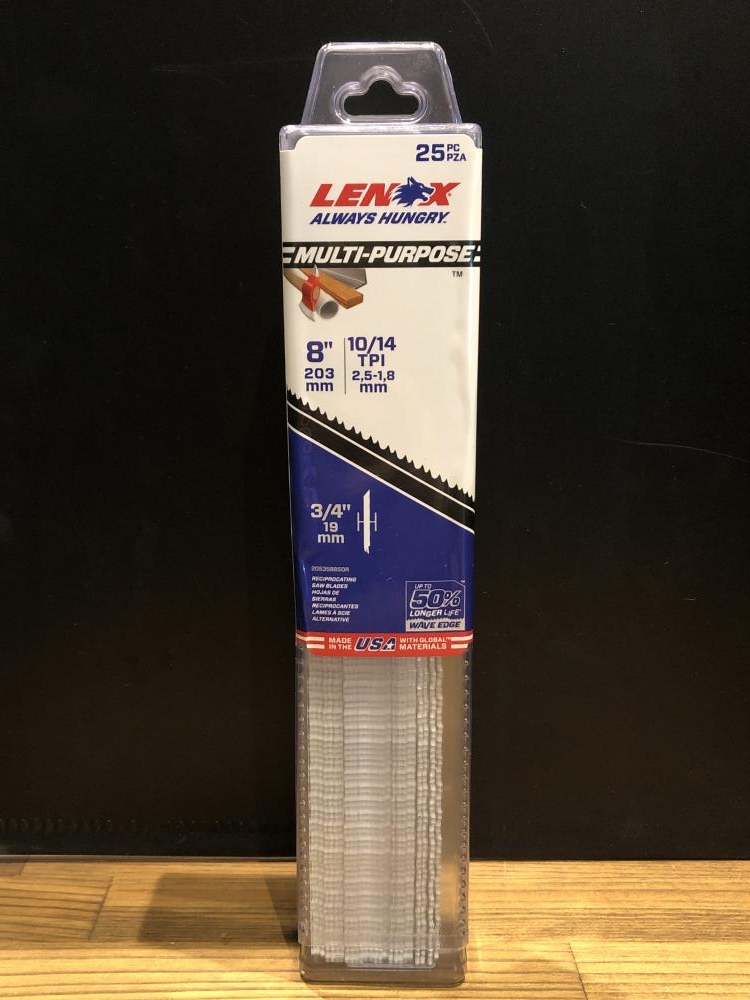 25 PC PZA
LENOX
ALWAYS HUNGRY.
MULTI-PURPOSE
TM
8"
203
mm
10/14
TPI
2,5-1,8
mm
3/4"
19
mm
RECIPROCATING
SAW BLADES
HOJAS DE
SIERRAS
RECIPROCANTES
LAMES À SCIE
ALTERNATIVE
UP TO
50%
LONGER LIFE
WAVE EDGE
MADE IN THE USA WITH GLOBAL MATERIALS